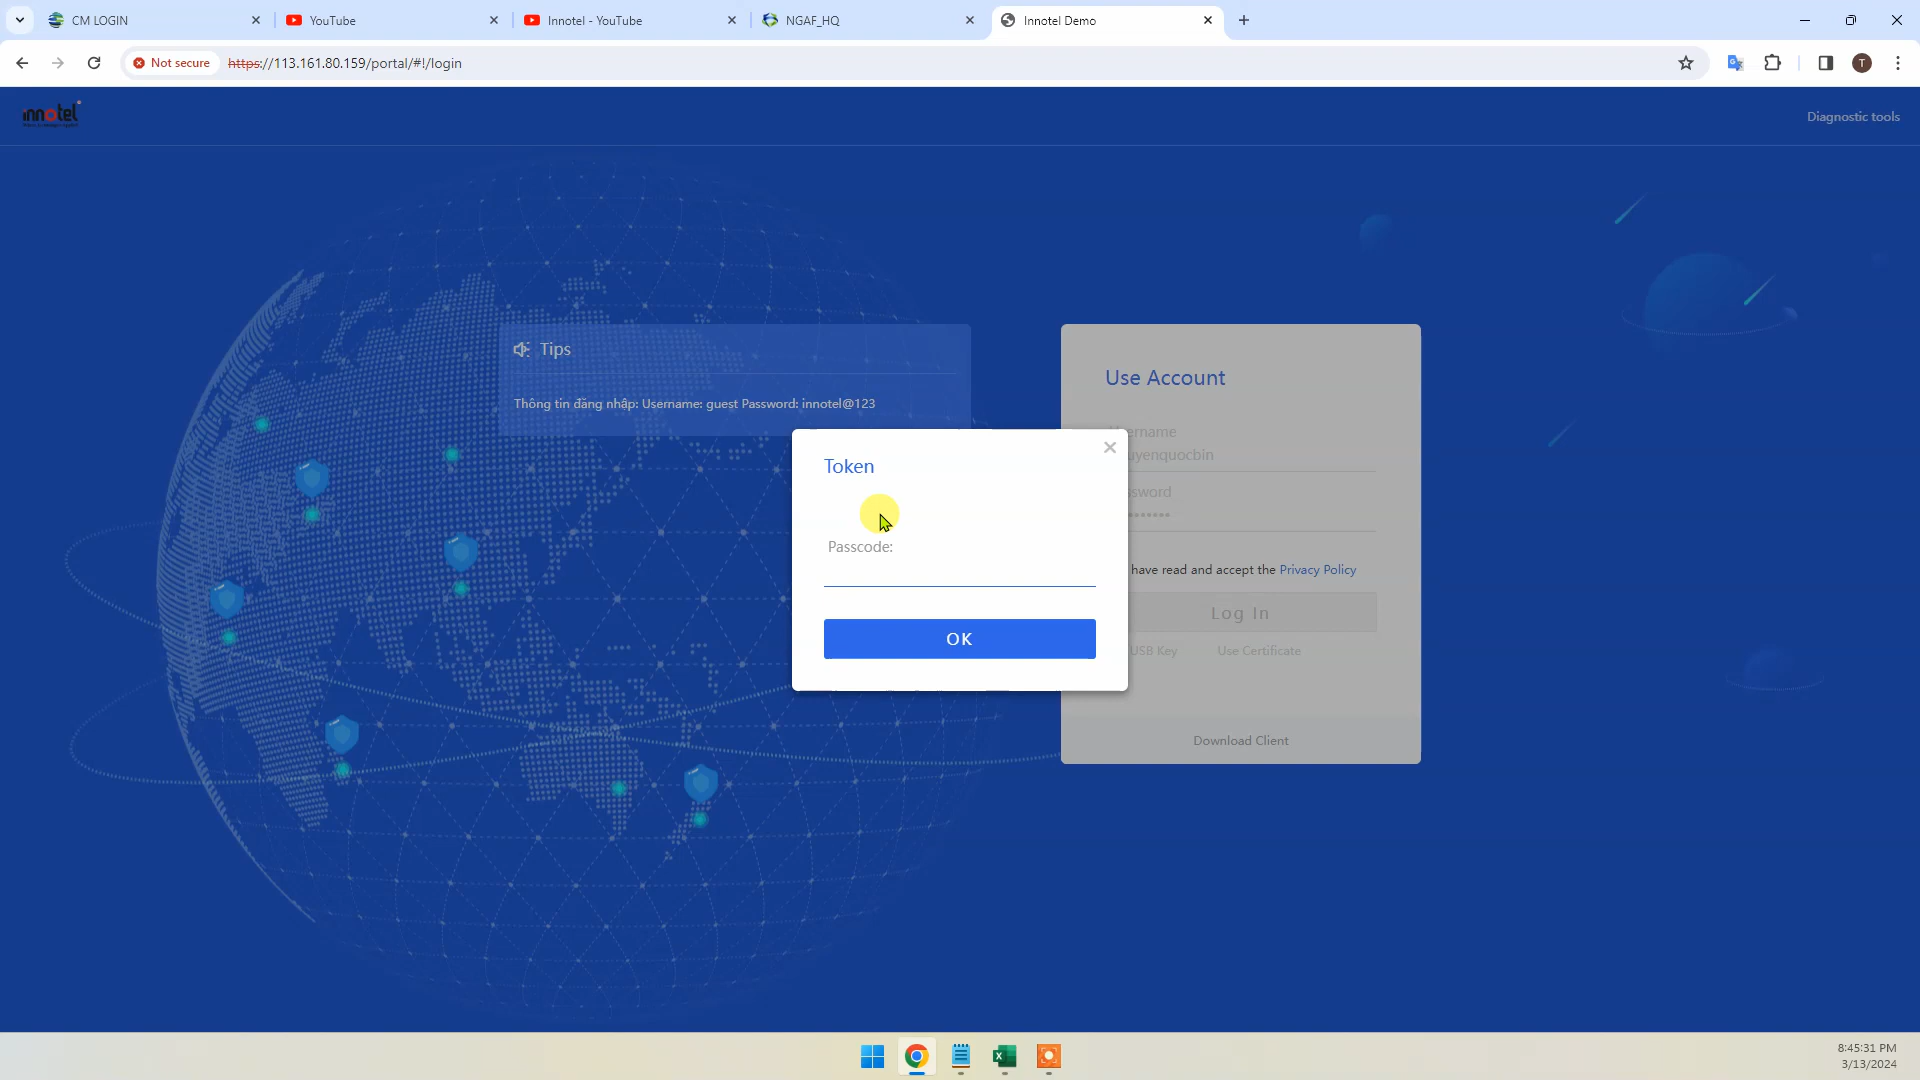 CM LOGIN
YouTube
Innotel - YouTube
NGAF_HQ
Innotel Demo
Not secure
https://113.161.80.159/portal/#!/login
T
innotel
Diagnostic tools
Tips
Thông tin đăng nhập: Username: guest Password: innotel@123
Use Account
ername
uyenquocbin
sword
have read and accept the Privacy Policy
Log In
USB Key
Use Certificate
Download Client
Token
Passcode:
OK
8:45:31 PM
3/13/2024